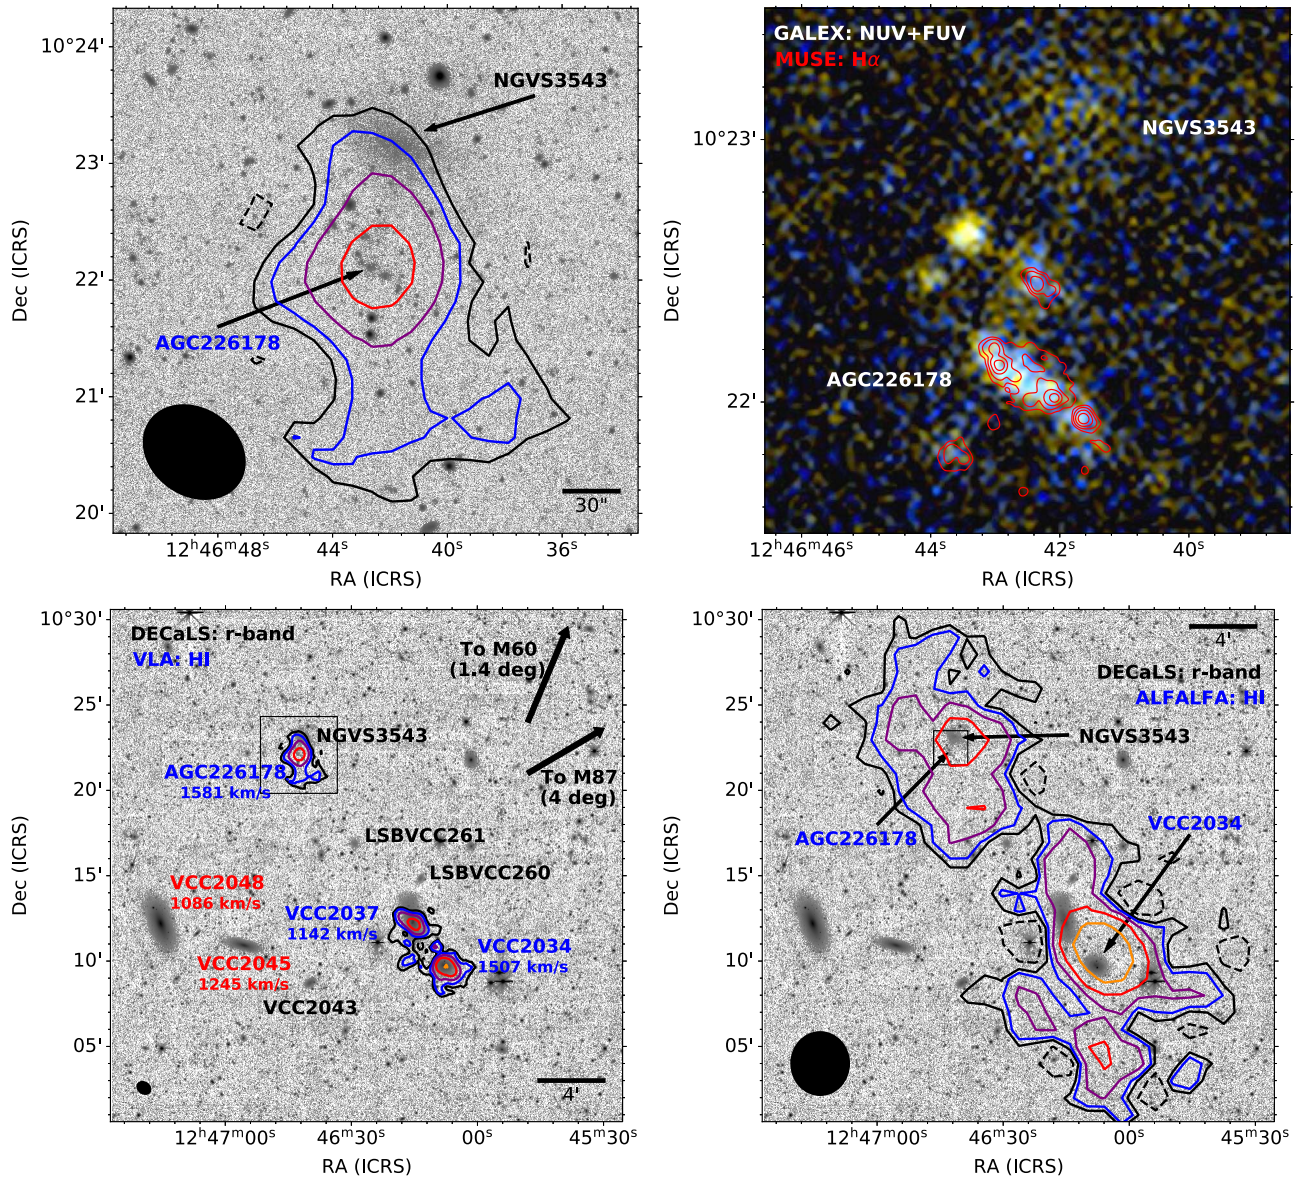 10°24'
23'
22'
21'
20'
Dec (ICRS)
NGVS3543
AGC226178
30"
12ʰ46ᵐ48ˢ
44ˢ
40ˢ
36ˢ
RA (ICRS)
GALEX: NUV+FUV
MUSE: Hα
NGVS3543
AGC226178
10°23'
22'
Dec (ICRS)
12ʰ46ᵐ46ˢ
44ˢ
42ˢ
40ˢ
RA (ICRS)
10°30'
25'
20'
15'
10'
05'
Dec (ICRS)
DECaLS: r-band
VLA: HI
To M60
(1.4 deg)
NGVS3543
AGC226178
1581 km/s
To M87
(4 deg)
LSBVCC261
LSBVCC260
VCC2048
1086 km/s
VCC2037
1142 km/s
VCC2034
1507 km/s
VCC2045
1245 km/s
VCC2043
4'
12ʰ47ᵐ00ˢ
46ᵐ30ˢ
00ˢ
45ᵐ30ˢ
RA (ICRS)
10°30'
25'
20'
15'
10'
05'
Dec (ICRS)
4'
DECaLS: r-band
ALFALFA: HI
NGVS3543
AGC226178
VCC2034
12ʰ47ᵐ00ˢ
46ᵐ30ˢ
00ˢ
45ᵐ30ˢ
RA (ICRS)